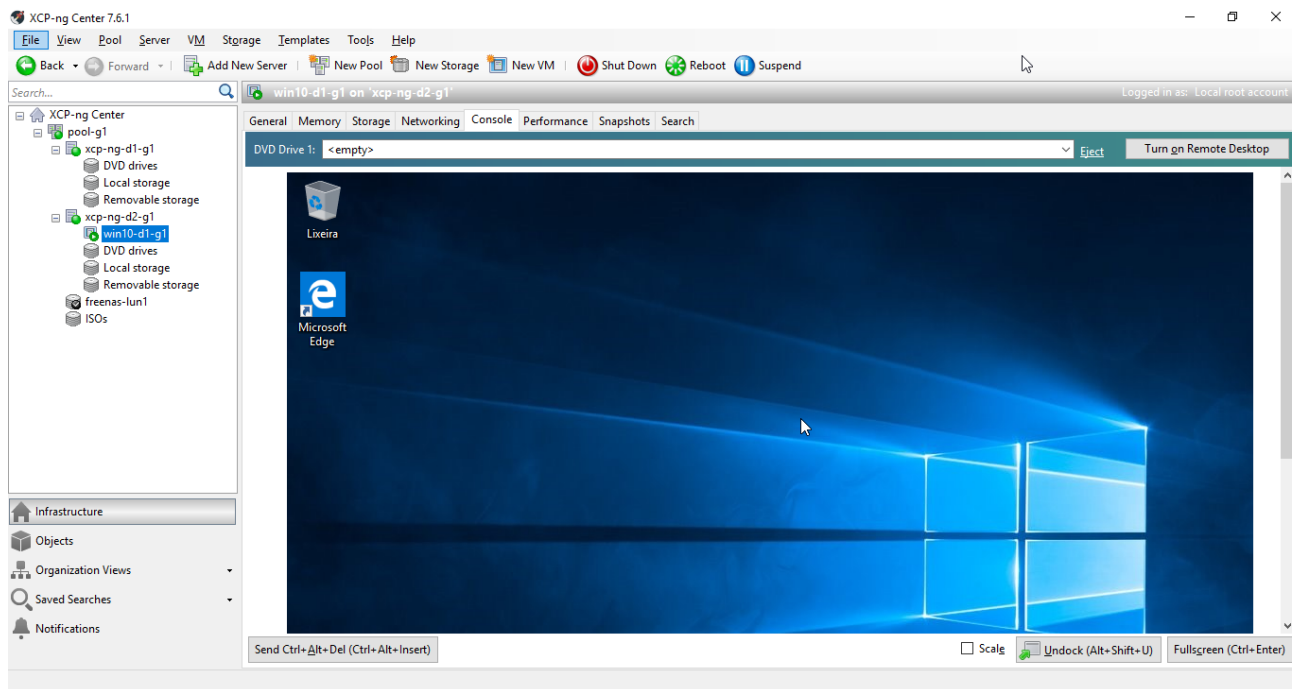 XCP-ng Center 7.6.1
File View Pool Server VM Storage Templates Tools Help
Back Forward Add New Server New Pool New Storage New VM Shut Down Reboot Suspend
Search...
win10-d1-g1 on 'xcp-ng-d2-g1'
Logged in as: Local root account
XCP-ng Center
pool-g1
xcp-ng-d1-g1
DVD drives
Local storage
Removable storage
xcp-ng-d2-g1
win10-d1-g1
DVD drives
Local storage
Removable storage
freenas-lun1
ISOs
General Memory Storage Networking Console Performance Snapshots Search
DVD Drive 1: <empty> Eject Turn on Remote Desktop
Lixeira
Microsoft
Edge
Infrastructure
Objects
Organization Views
Saved Searches
Notifications
Send Ctrl+Alt+Del (Ctrl+Alt+Insert) Scale Undock (Alt+Shift+U) Fullscreen (Ctrl+Enter)